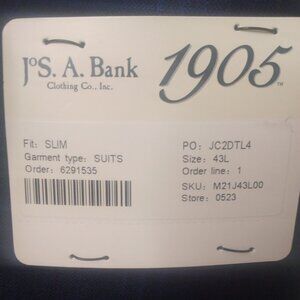 JoS. A. Bank
Clothing Co., Inc.
1905™
Fit: SLIM
Garment type: SUITS
Order: 6291535
PO: JC2DTL4
Size: 43L
Order line: 1
SKU: M21J43L00
Store: 0523